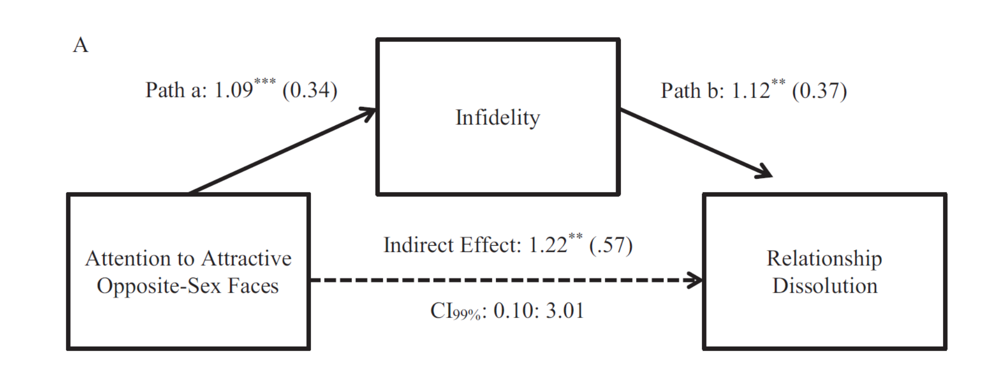 A
Path a: 1.09*** (0.34)
Path b: 1.12** (0.37)
Infidelity
Indirect Effect: 1.22** (.57)
Attention to Attractive
Opposite-Sex Faces
Relationship
Dissolution
CI99%: 0.10: 3.01